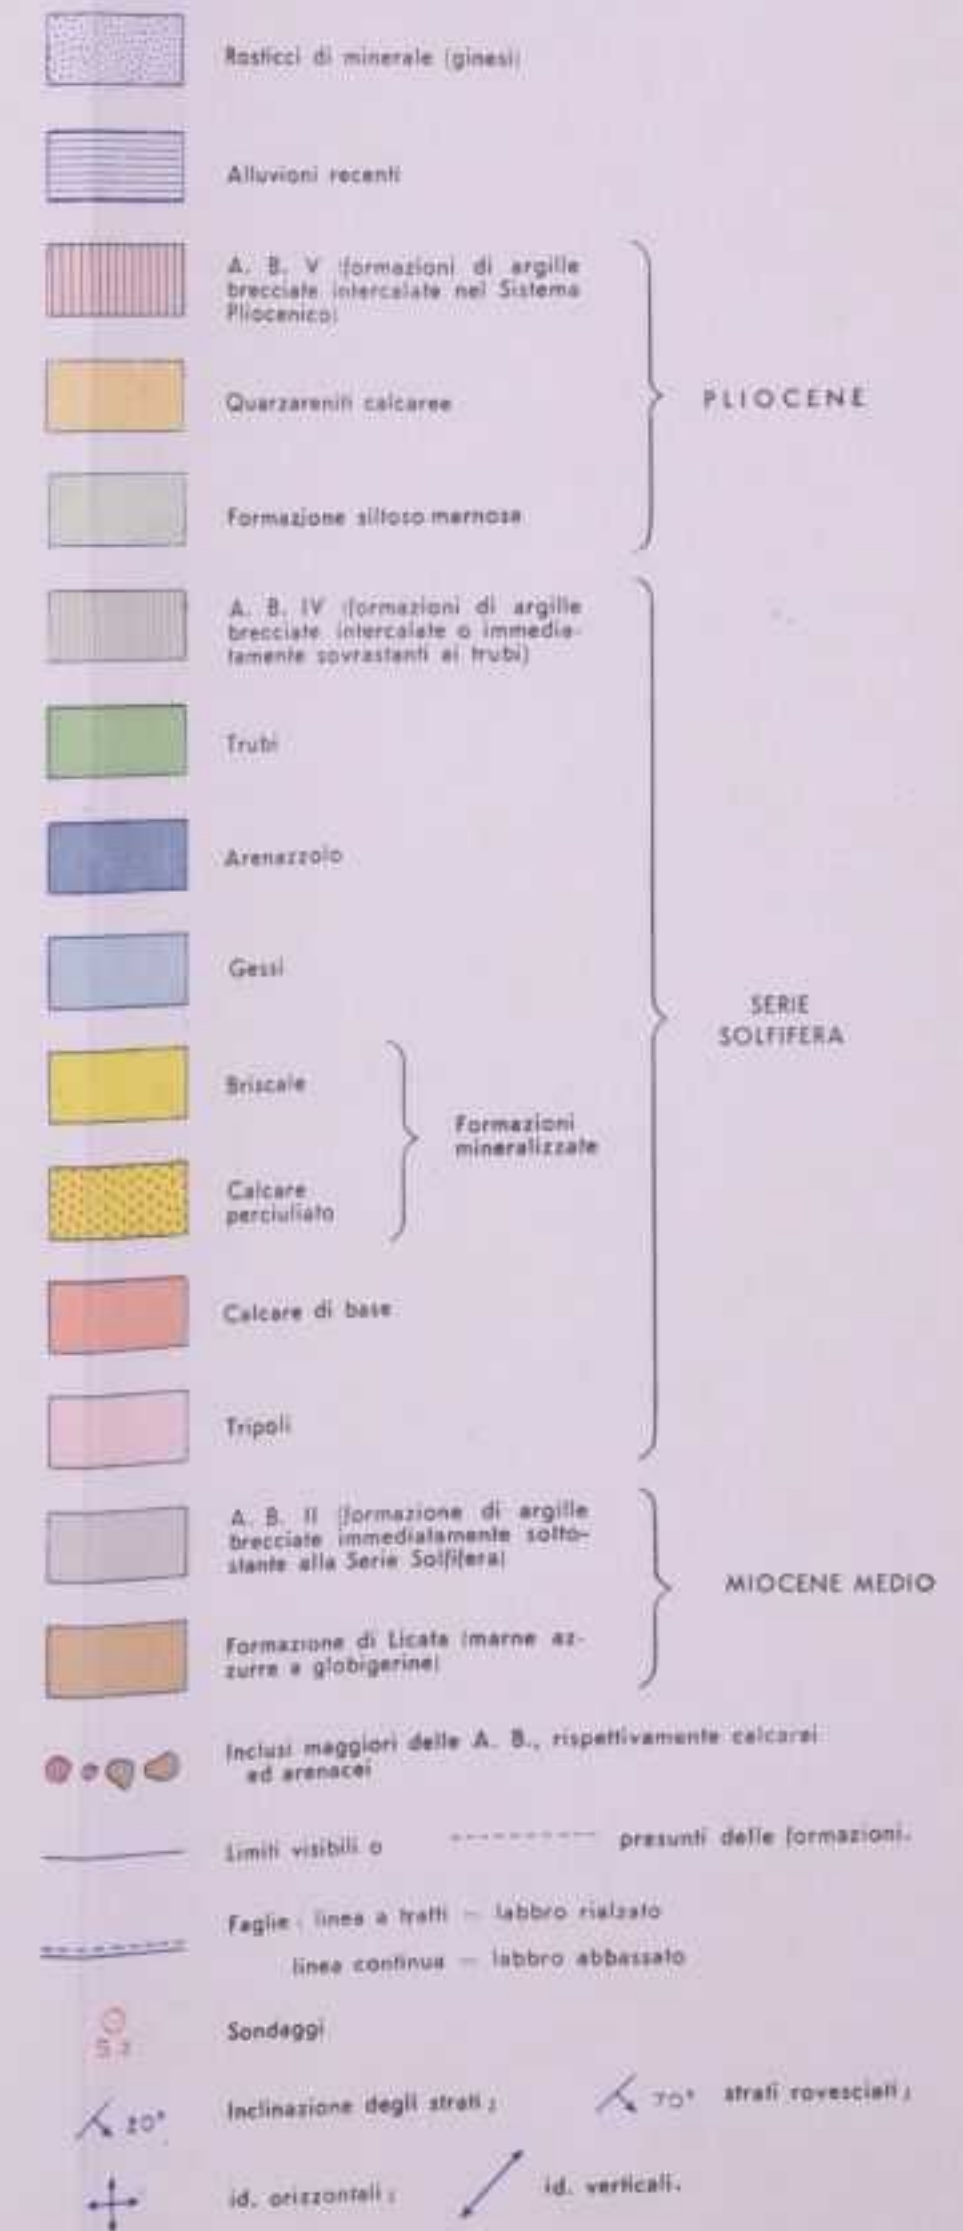 Rosticci di minerale (ginesi)
Alluvioni recenti
A. B. V (formazioni di argille
brecciate intercalate nel Sistema
Pliocenico)
Quarzareniti calcaree
Formazione siltoso marnosa
PLIOCENE
A. B. IV (formazioni di argille
brecciate intercalate o immedia-
tamente sovrastanti ai trubi)
Trubi
Arenazzolo
Gessi
Briscale
Calcare
perciuliato
Formazioni
mineralizzate
Calcare di base
Tripoli
SERIE
SOLFIFERA
A. B. II (formazione di argille
brecciate immediatamente sotto-
stante alla Serie Solfifera)
Formazione di Licata (marne az-
zurre a globigerine)
MIOCENE MEDIO
Inclusi maggiori delle A. B., rispettivamente calcarei
ed arenacei
Limiti visibili o presunti delle formazioni.
Faglie: linea a tratti — labbro rialzato
linea continua — labbro abbassato
Sondaggi
Inclinazione degli strati; 70° strati rovesciati;
id. orizzontali; id. verticali.